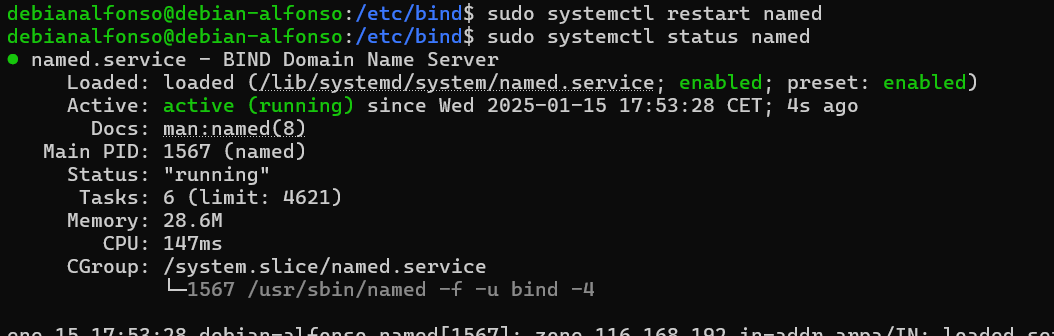 debianalfonso@debian-alfonso:/etc/bind$ sudo systemctl restart named
debianalfonso@debian-alfonso:/etc/bind$ sudo systemctl status named
● named.service - BIND Domain Name Server
Loaded: loaded (/lib/systemd/system/named.service; enabled; preset: enabled)
Active: active (running) since Wed 2025-01-15 17:53:28 CET; 4s ago
Docs: man:named(8)
Main PID: 1567 (named)
Status: "running"
Tasks: 6 (limit: 4621)
Memory: 28.6M
CPU: 147ms
CGroup: /system.slice/named.service
└─1567 /usr/sbin/named -f -u bind -4
ene 15 17:53:28 debian-alfonso named[1567]: zone 116.168.192.in-addr.arpa/IN: loaded se